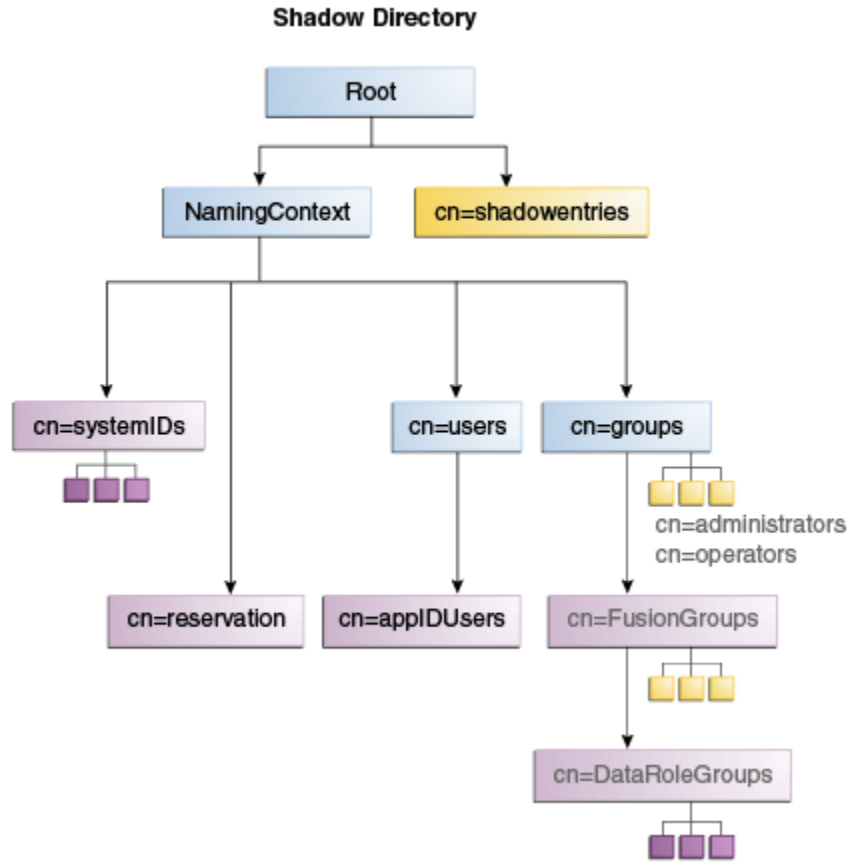 Shadow Directory
Root
NamingContext
cn=shadowentries
cn=systemIDs
cn=users
cn=groups
cn=administrators
cn=operators
cn=reservation
cn=appIDUsers
cn=FusionGroups
cn=DataRoleGroups